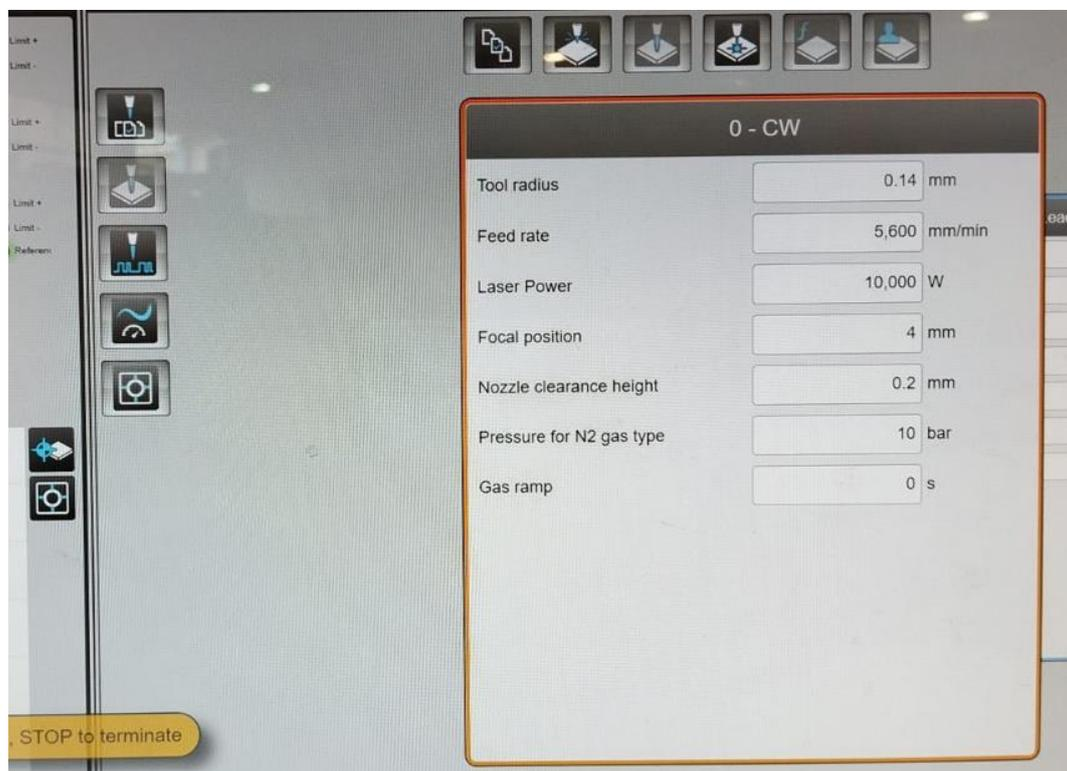 Limit +
Limit -
Limit +
Limit -
Limit +
Limit -
0 - CW
Tool radius 0.14 mm
Feed rate 5,600 mm/min
Laser Power 10,000 W
Focal position 4 mm
Nozzle clearance height 0.2 mm
Pressure for N2 gas type 10 bar
Gas ramp 0 s
, STOP to terminate